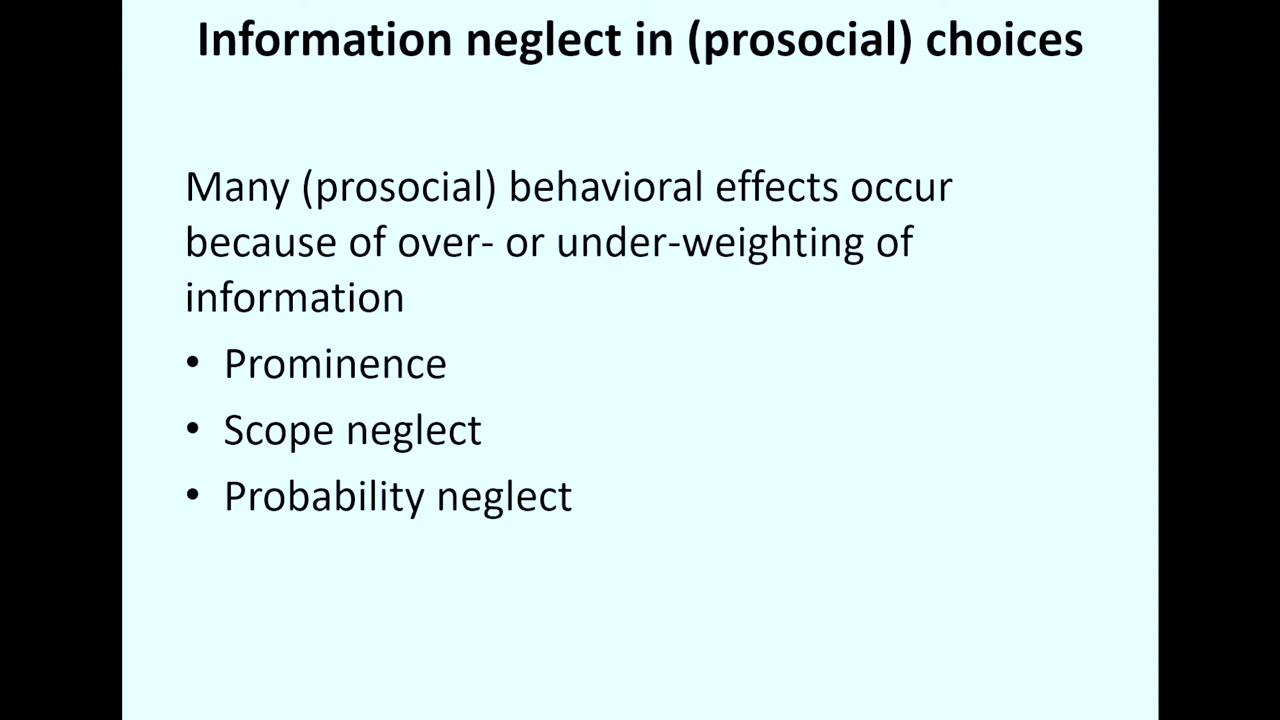 Information neglect in (prosocial) choices
Many (prosocial) behavioral effects occur
because of over- or under-weighting of
information
• Prominence
• Scope neglect
• Probability neglect